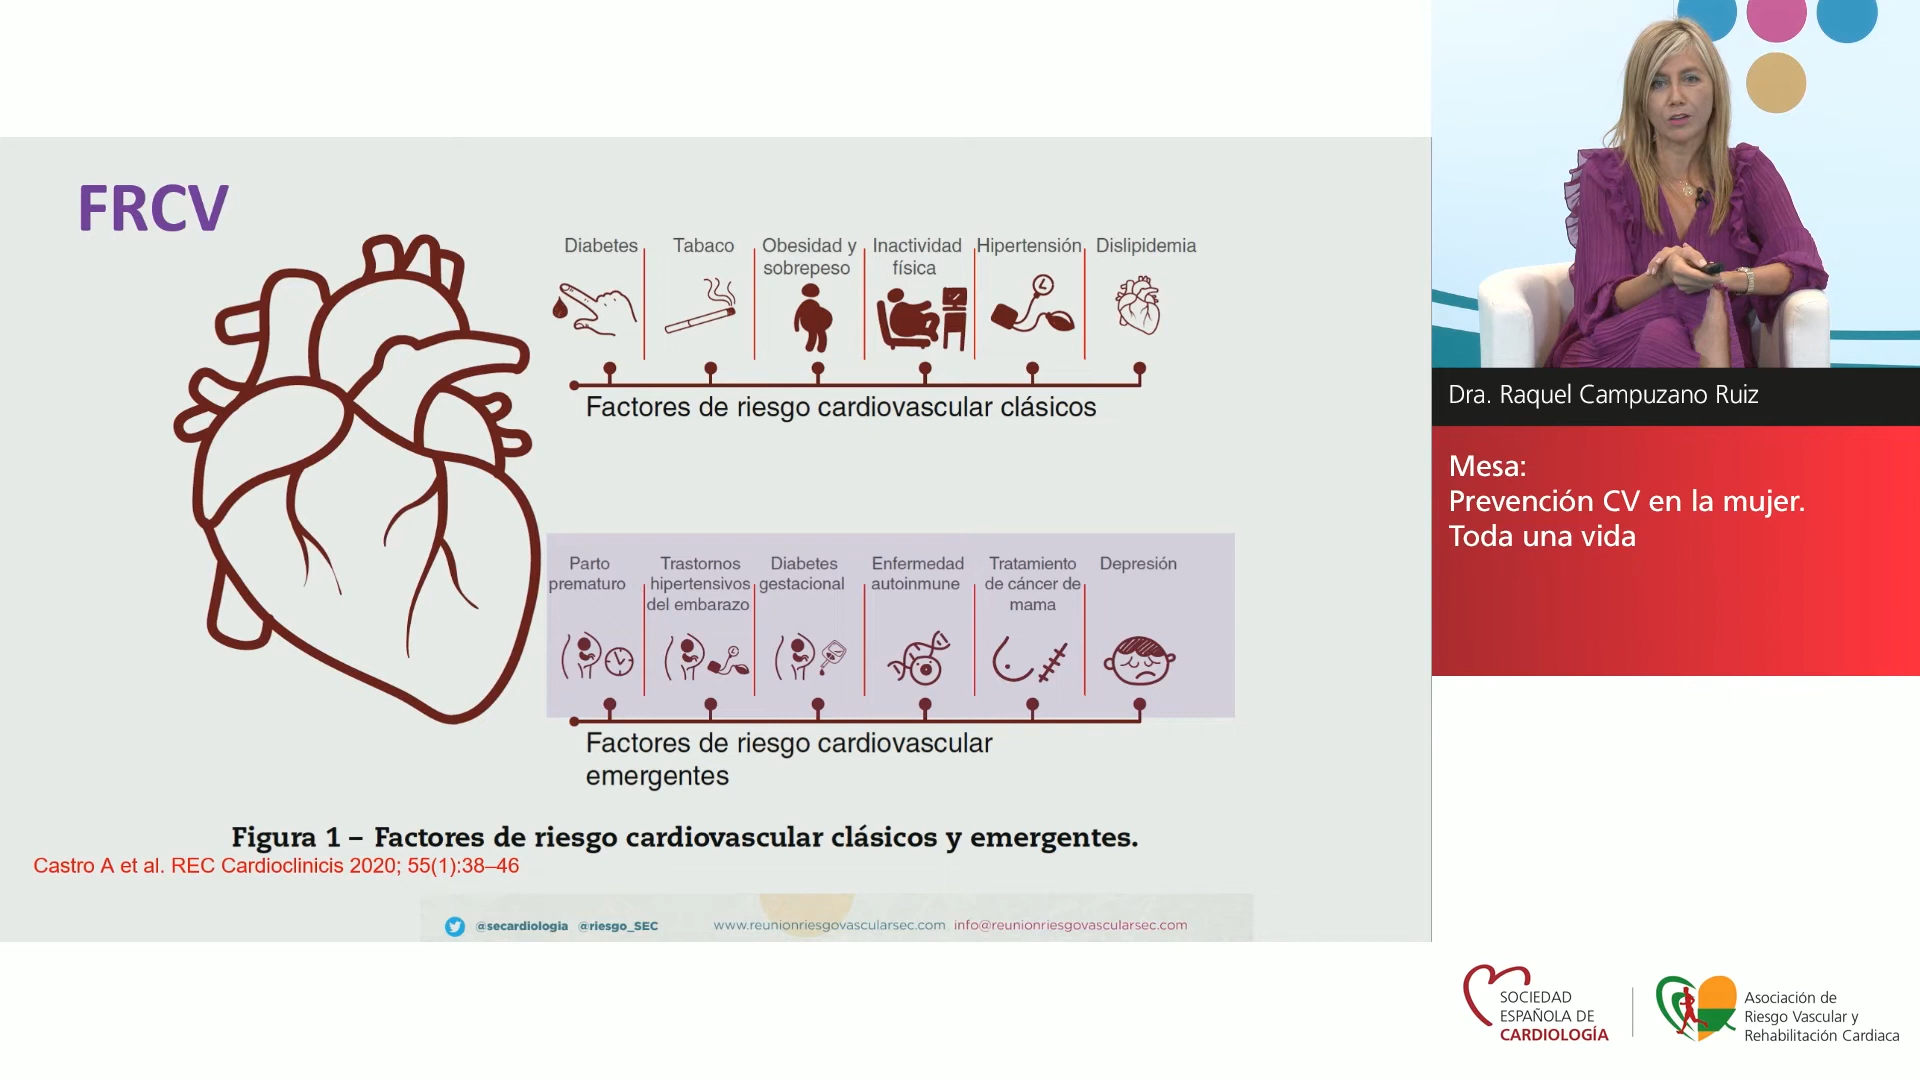 FRCV
Diabetes
Tabaco
Obesidad y
sobrepeso
Inactividad
física
Hipertensión
Dislipidemia
Factores de riesgo cardiovascular clásicos
Parto
prematuro
Trastornos
hipertensivos
del embarazo
Diabetes
gestacional
Enfermedad
autoinmune
Tratamiento
de cáncer de
mama
Depresión
Factores de riesgo cardiovascular
emergentes
Figura 1 – Factores de riesgo cardiovascular clásicos y emergentes.
Castro A et al. REC Cardioclinicis 2020; 55(1):38–46
@secardiologia @riesgo_SEC www.reunionriesgovascularsec.com info@reunionriesgovascularsec.com
Dra. Raquel Campuzano Ruiz
Mesa:
Prevención CV en la mujer.
Toda una vida
SOCIEDAD
ESPAÑOLA DE
CARDIOLOGÍA
Asociación de
Riesgo Vascular y
Rehabilitación Cardiaca